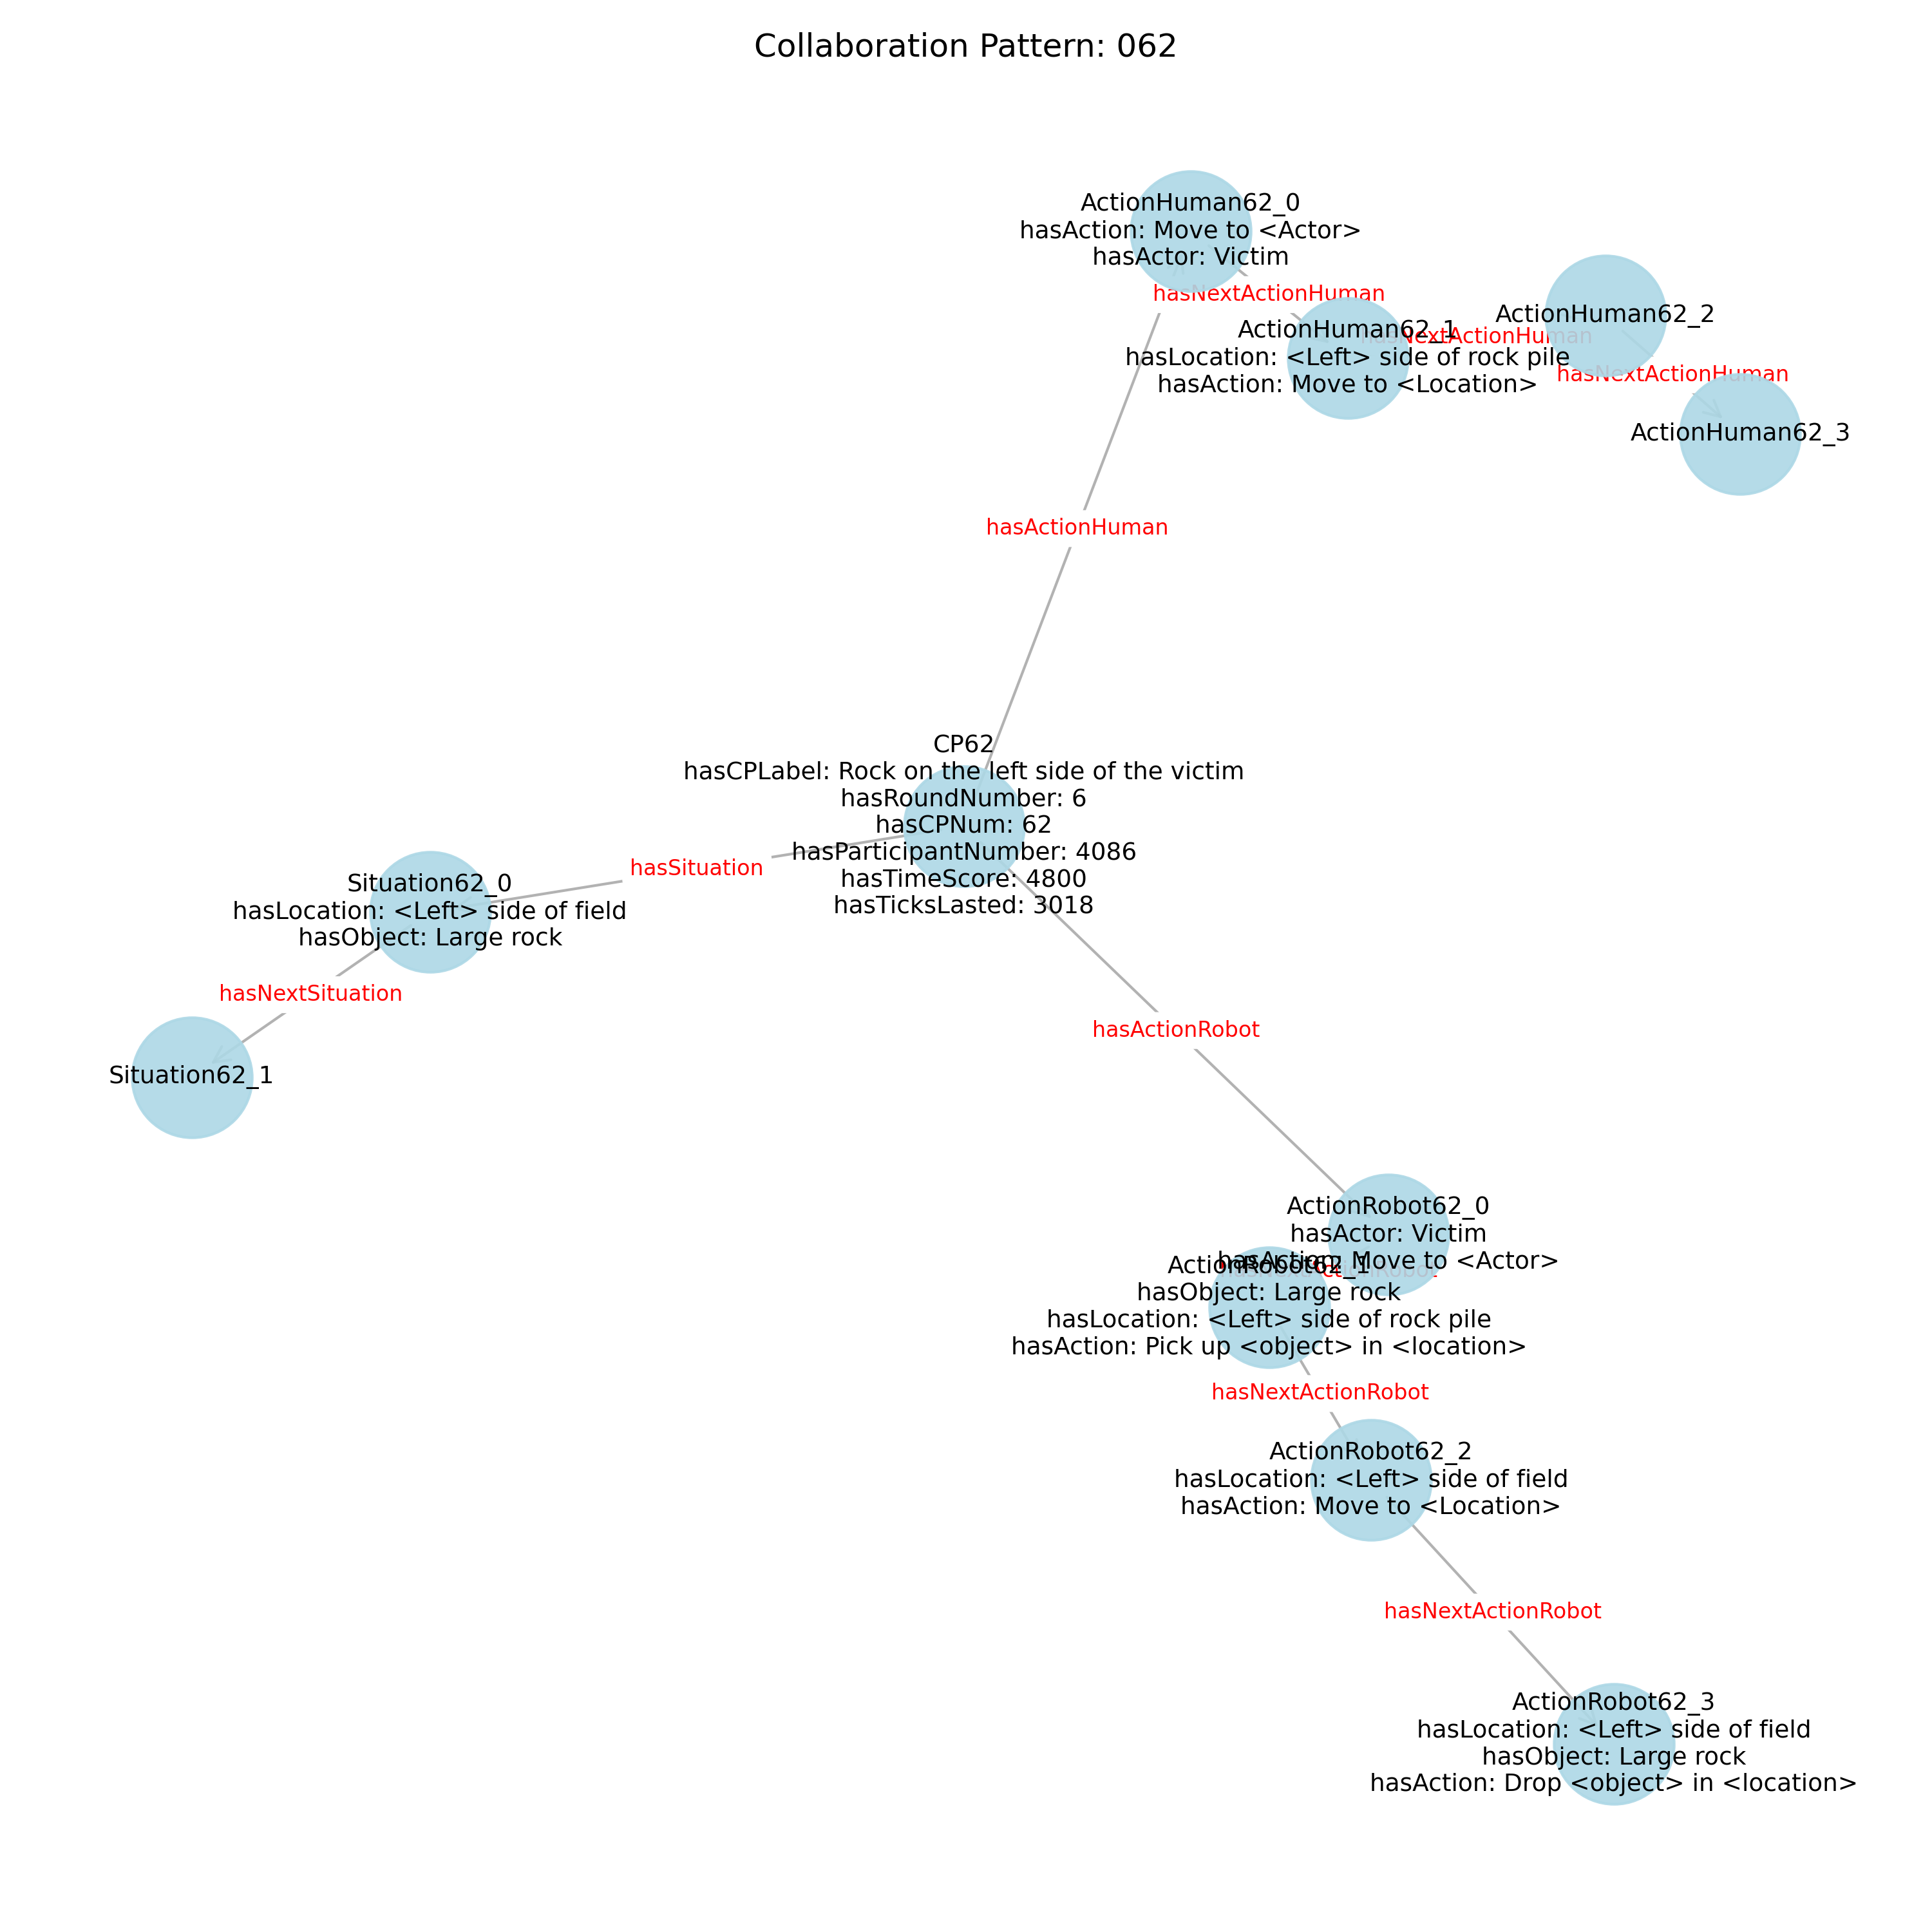 Collaboration Pattern: 062
ActionHuman62_0
hasAction: Move to <Actor>
hasActor: Victim
hasNextActionHuman
ActionHuman62_1
hasLocation: <Left> side of rock pile
hasAction: Move to <Location>
hasNextActionHuman
ActionHuman62_2
hasNextActionHuman
ActionHuman62_3
hasActionHuman
CP62
hasCPLabel: Rock on the left side of the victim
hasRoundNumber: 6
hasCPNum: 62
hasParticipantNumber: 4086
hasTimeScore: 4800
hasTicksLasted: 3018
hasSituation
Situation62_0
hasLocation: <Left> side of field
hasObject: Large rock
hasNextSituation
Situation62_1
hasActionRobot
ActionRobot62_0
hasActor: Victim
hasAction: Move to <Actor>
hasNextActionRobot
ActionRobot62_1
hasObject: Large rock
hasLocation: <Left> side of rock pile
hasAction: Pick up <object> in <location>
hasNextActionRobot
ActionRobot62_2
hasLocation: <Left> side of field
hasAction: Move to <Location>
hasNextActionRobot
ActionRobot62_3
hasLocation: <Left> side of field
hasObject: Large rock
hasAction: Drop <object> in <location>